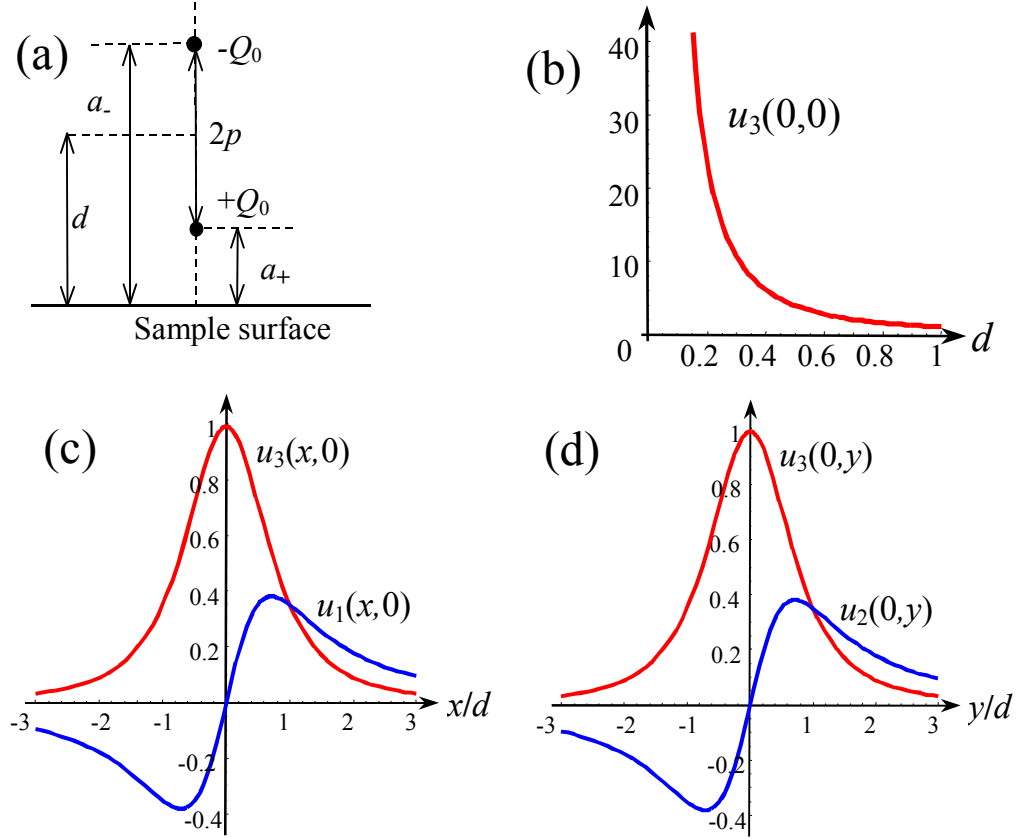 (a)
-Q₀
a₋
2p
d
+Q₀
a₊
Sample surface
(b)
40
30
20
10
0
u₃(0,0)
0.2 0.4 0.6 0.8 1
d
(c)
1
0.8
0.6
0.4
0.2
-0.2
-0.4
u₃(x,0)
u₁(x,0)
-3 -2 -1 1 2 3
x/d
(d)
1
0.8
0.6
0.4
0.2
-0.2
-0.4
u₃(0,y)
u₂(0,y)
-3 -2 -1 1 2 3
y/d